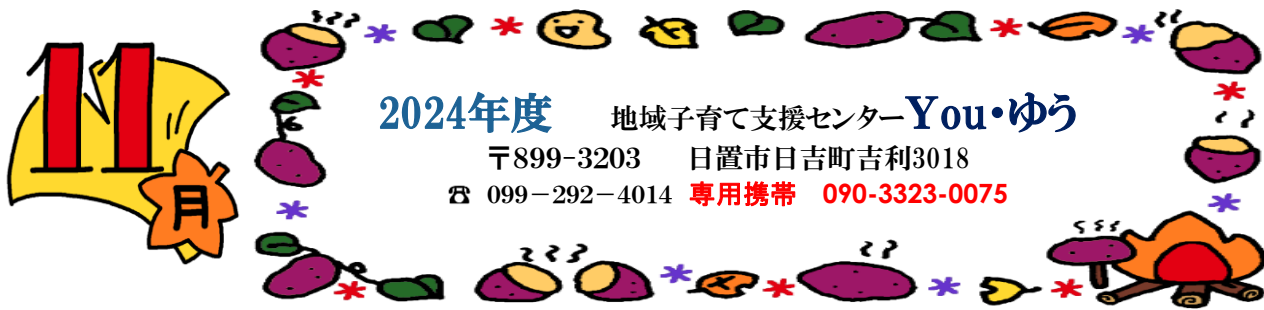 11
月
2024年度 地域子育て支援センターYou・ゆう
〒899-3203 日置市日吉町吉利3018
☎ 099－292－4014 専用携帯 090-3323-0075